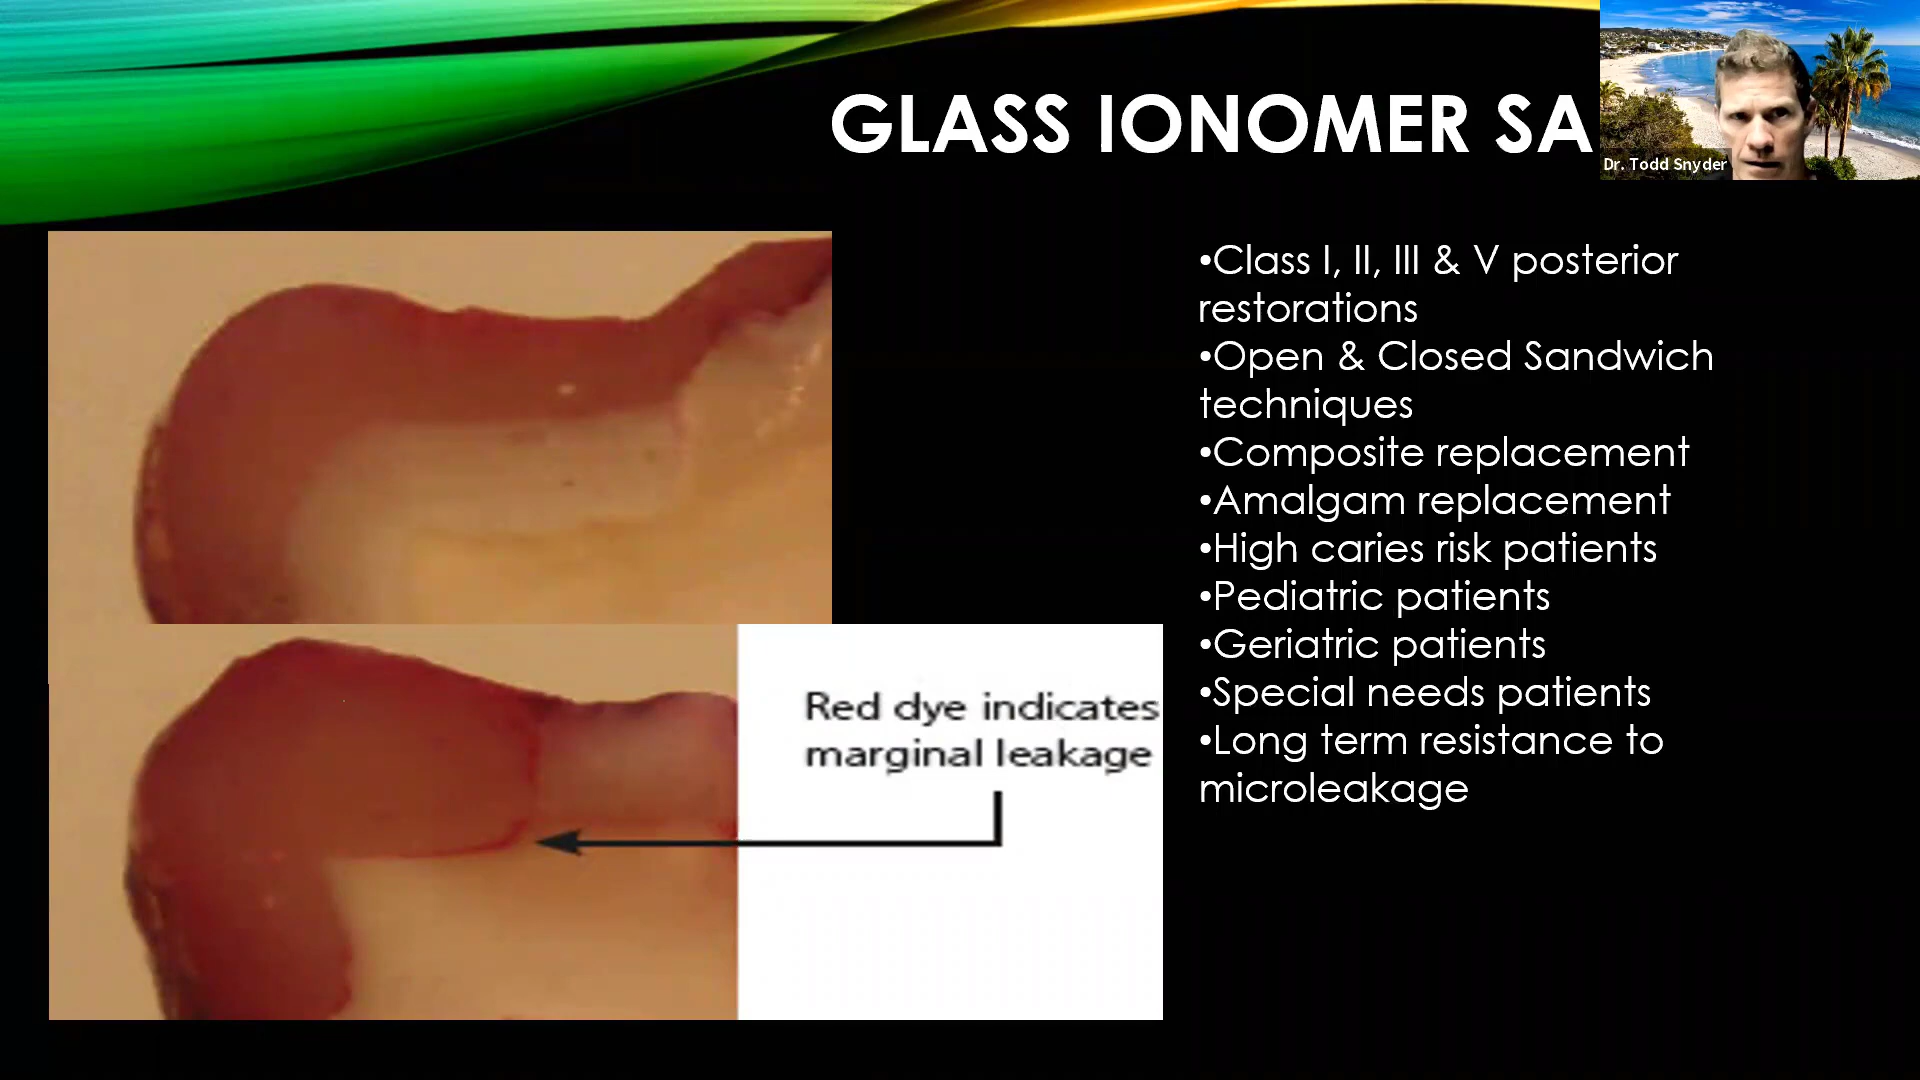 GLASS IONOMER SA
Dr. Todd Snyder
•Class I, II, III & V posterior
restorations
•Open & Closed Sandwich
techniques
•Composite replacement
•Amalgam replacement
•High caries risk patients
•Pediatric patients
•Geriatric patients
•Special needs patients
•Long term resistance to
microleakage
Red dye indicates
marginal leakage